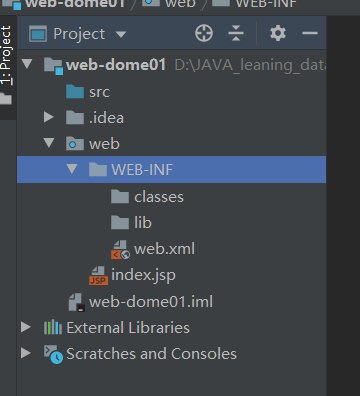 web-dome01 web WEB-INF
1: Project
Project
web-dome01 D:\JAVA_leaning_data
src
.idea
web
WEB-INF
classes
lib
web.xml
JSP index.jsp
web-dome01.iml
External Libraries
Scratches and Consoles